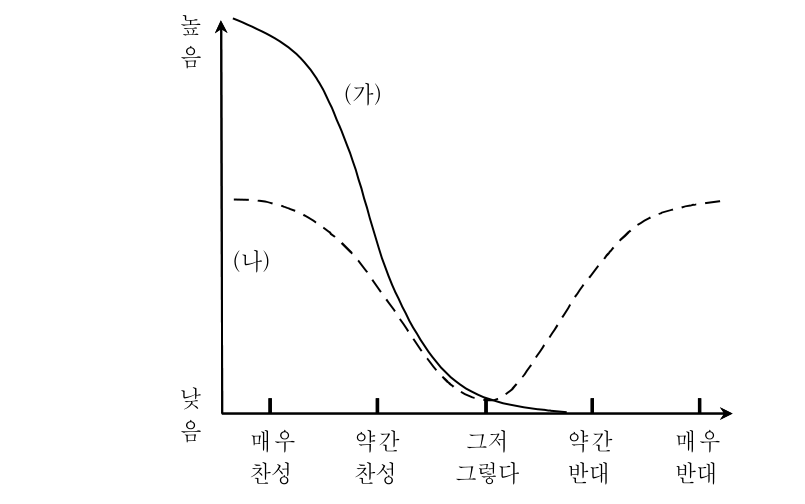 높음
(가)
(나)
낮음
매우 약간 그저 약간 매우
찬성 찬성 그렇다 반대 반대